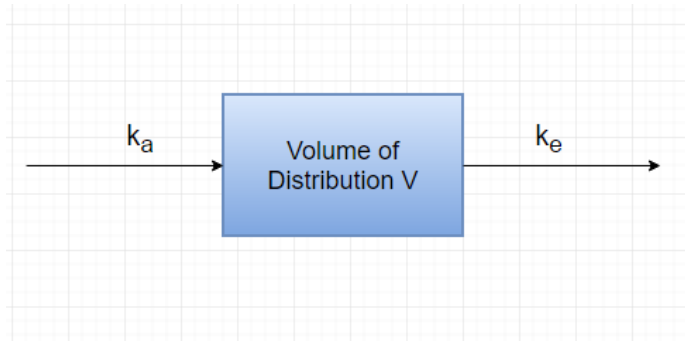 kₐ
Volume of
Distribution V
kₑ